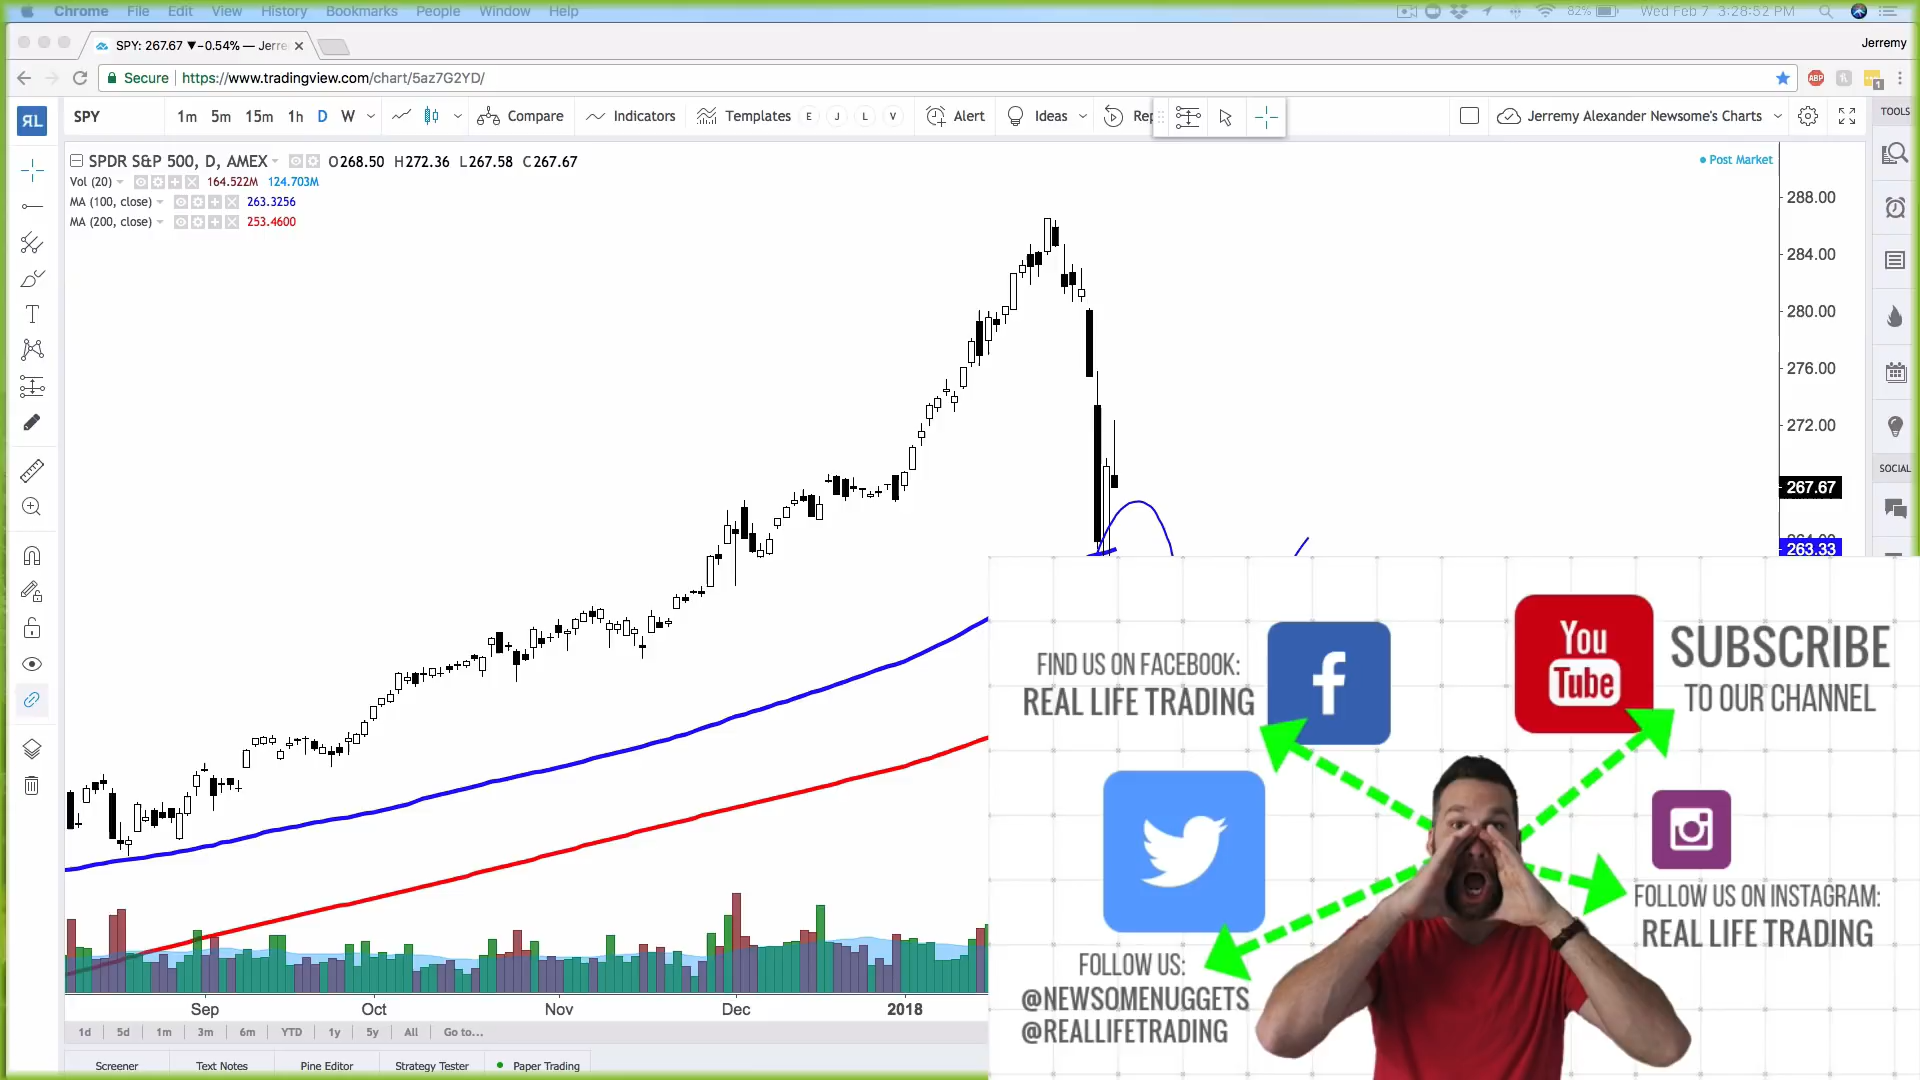 Chrome File Edit View History Bookmarks People Window Help 82% Wed Feb 7 3:28:52 PM
SPY: 267.67 ▼−0.54% — Jerre
Jerremy
Secure https://www.tradingview.com/chart/5az7G2YD/
ABP 1
RL SPY 1m 5m 15m 1h D W Compare Indicators Templates E J L V Alert Ideas Rep Jerremy Alexander Newsome's Charts TOOLS
SPDR S&P 500, D, AMEX O268.50 H272.36 L267.58 C267.67
Post Market
Vol (20) 164.522M 124.703M
MA (100, close) 263.3256
MA (200, close) 253.4600
288.00
284.00
280.00
276.00
272.00
SOCIAL
267.67
264.00
263.33
FIND US ON FACEBOOK:
REAL LIFE TRADING
f
You
Tube
SUBSCRIBE
TO OUR CHANNEL
FOLLOW US ON INSTAGRAM:
REAL LIFE TRADING
FOLLOW US:
@NEWSOMENUGGETS
@REALLIFETRADING
Sep Oct Nov Dec 2018
1d 5d 1m 3m 6m YTD 1y 5y All Go to...
Screener Text Notes Pine Editor Strategy Tester Paper Trading